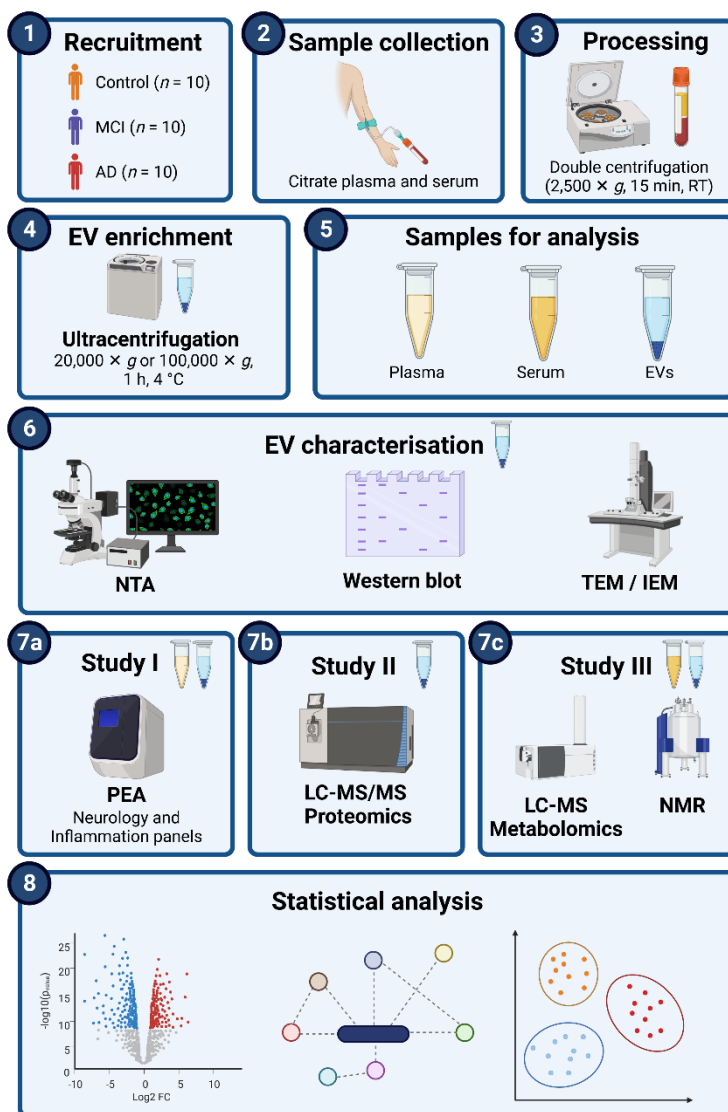 1
Recruitment
Control (n = 10)
MCI (n = 10)
AD (n = 10)
2
Sample collection
Citrate plasma and serum
3
Processing
Double centrifugation
(2,500 × g, 15 min, RT)
4
EV enrichment
Ultracentrifugation
20,000 × g or 100,000 × g,
1 h, 4 °C
5
Samples for analysis
Plasma
Serum
EVs
6
EV characterisation
NTA
Western blot
TEM / IEM
7a
Study I
PEA
Neurology and
Inflammation panels
7b
Study II
LC-MS/MS
Proteomics
7c
Study III
LC-MS
Metabolomics
NMR
8
Statistical analysis
-log10(pvalue)
25
20
15
10
5
0
-10
-5
0
5
10
Log2 FC